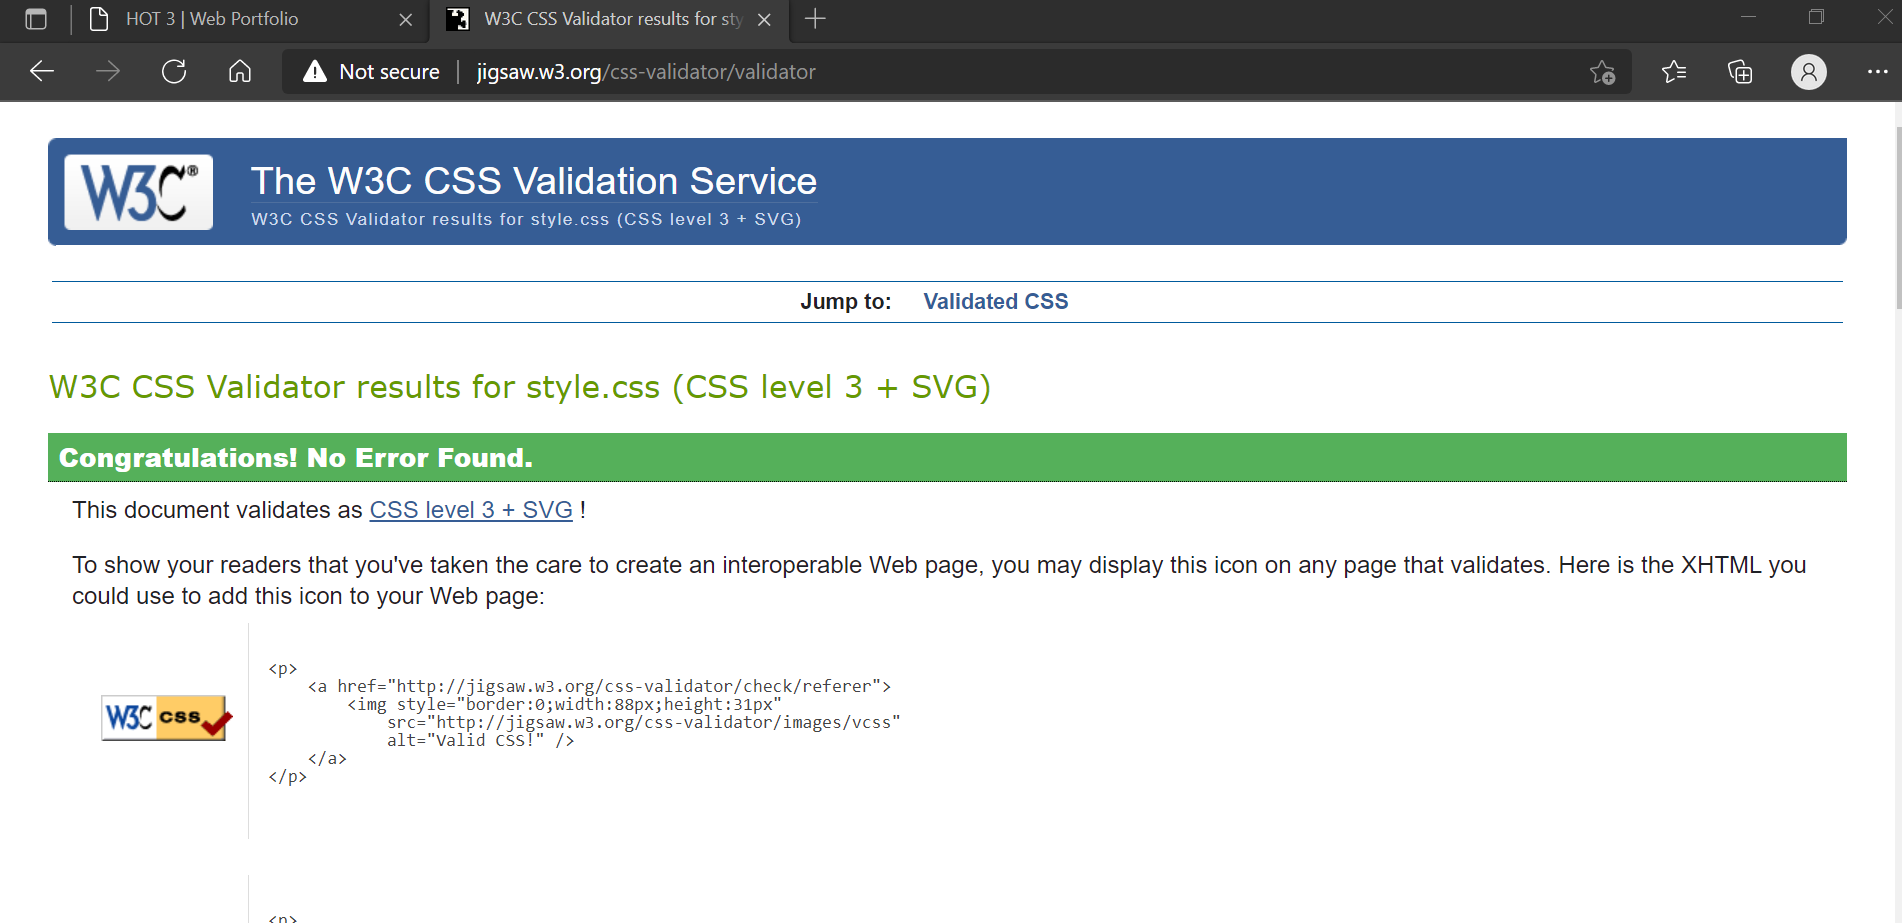 HOT 3 | Web Portfolio
W3C CSS Validator results for sty
Not secure
jigsaw.w3.org/css-validator/validator
W3C®
The W3C CSS Validation Service
W3C CSS Validator results for style.css (CSS level 3 + SVG)
Jump to: Validated CSS
W3C CSS Validator results for style.css (CSS level 3 + SVG)
Congratulations! No Error Found.
This document validates as CSS level 3 + SVG !
To show your readers that you've taken the care to create an interoperable Web page, you may display this icon on any page that validates. Here is the XHTML you
could use to add this icon to your Web page:
W3C css
<p>
<a href="http://jigsaw.w3.org/css-validator/check/referer">
<img style="border:0;width:88px;height:31px"
src="http://jigsaw.w3.org/css-validator/images/vcss"
alt="Valid CSS!" />
</a>
</p>
<p>